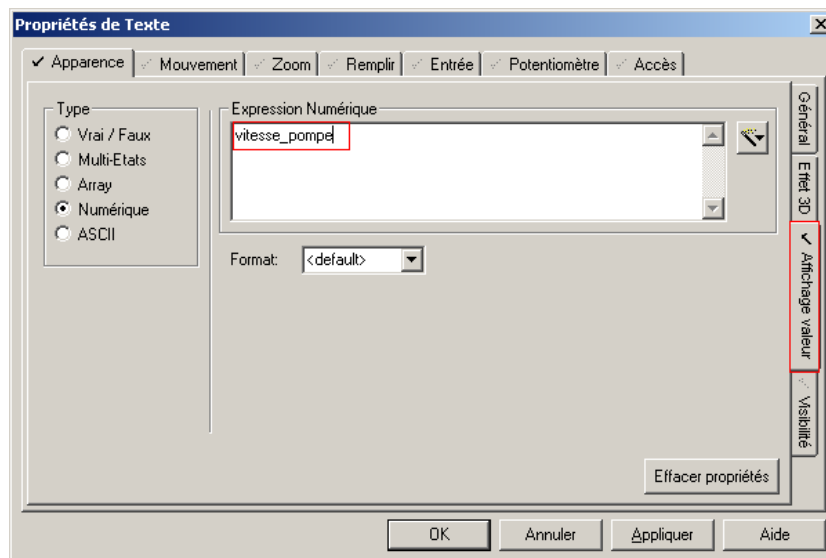 Propriétés de Texte
Apparence Mouvement Zoom Remplir Entrée Potentiomètre Accès
Type
Vrai / Faux
Multi-Etats
Array
Numérique
ASCII
Expression Numérique
vitesse_pompe
Format: <default>
Général
Effet 3D
Affichage valeur
Visibilité
Effacer propriétés
OK Annuler Appliquer Aide